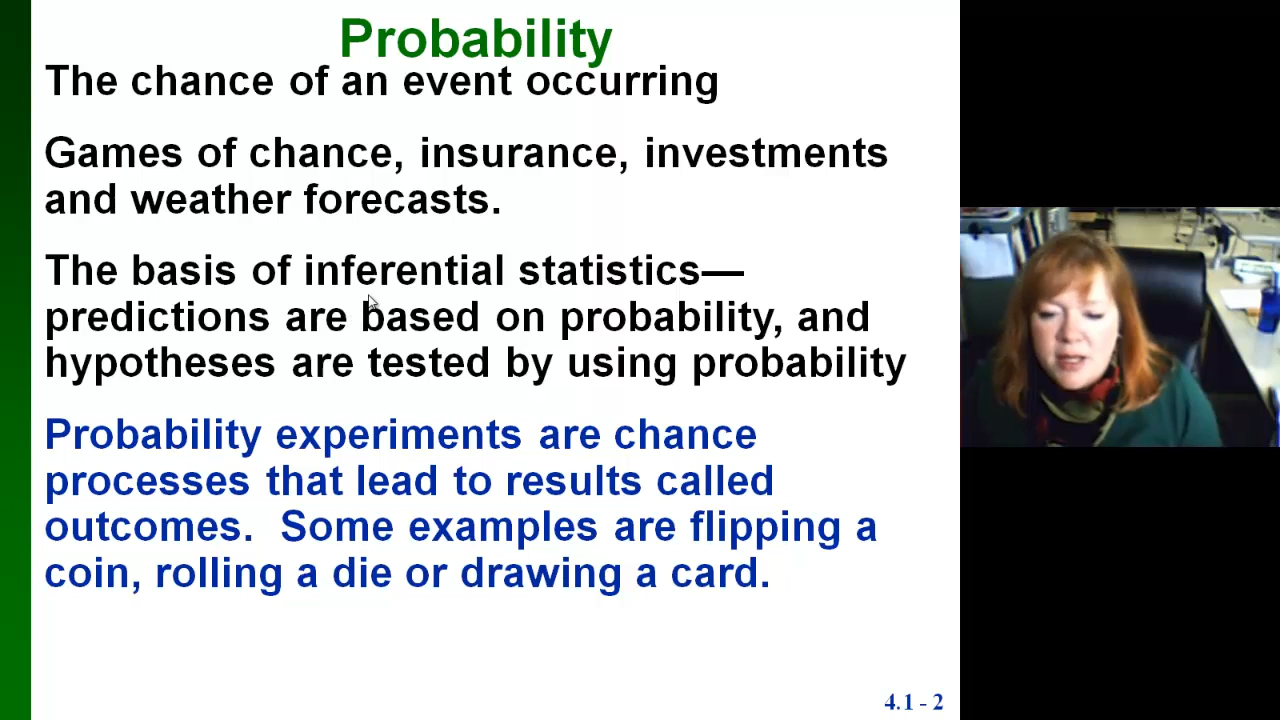 Probability
The chance of an event occurring
Games of chance, insurance, investments
and weather forecasts.
The basis of inferential statistics—
predictions are based on probability, and
hypotheses are tested by using probability
Probability experiments are chance
processes that lead to results called
outcomes.  Some examples are flipping a
coin, rolling a die or drawing a card.
4.1 - 2